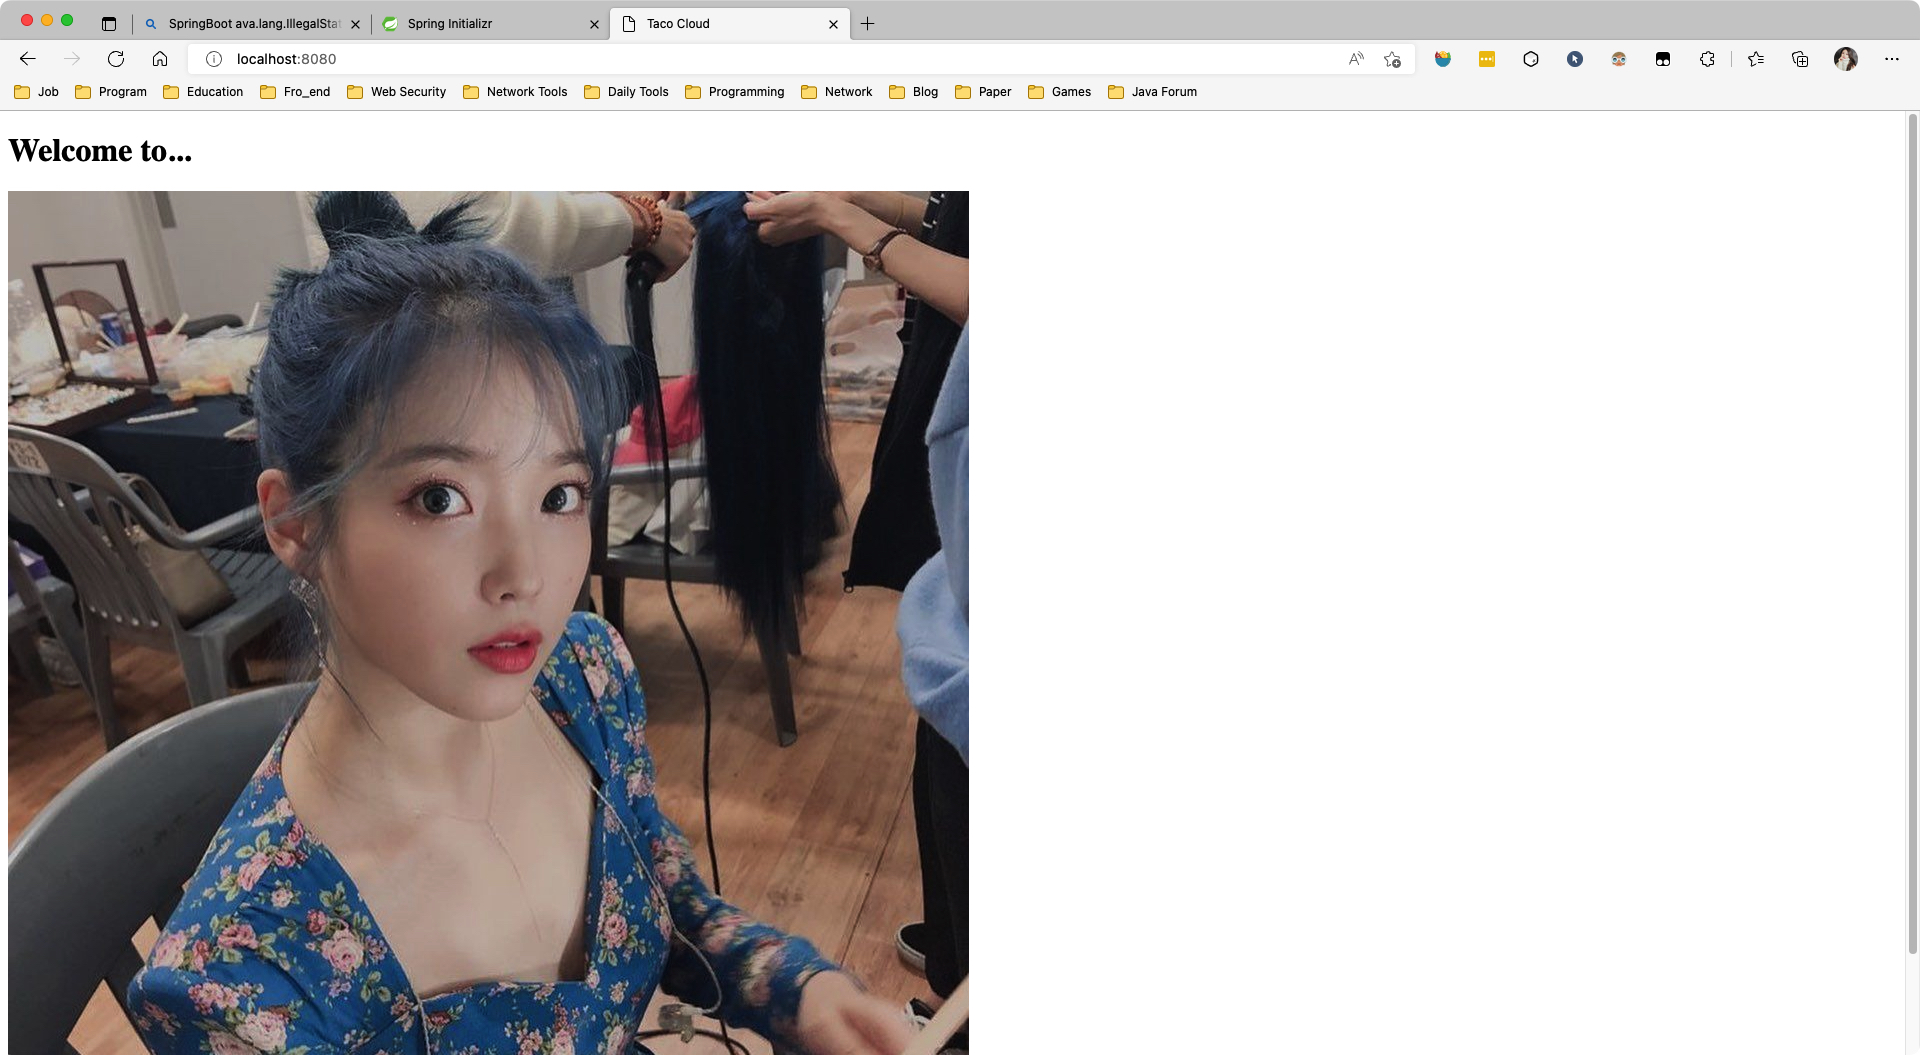 SpringBoot ava.lang.IllegalStat
Spring Initializr
Taco Cloud
localhost:8080
Job
Program
Education
Fro_end
Web Security
Network Tools
Daily Tools
Programming
Network
Blog
Paper
Games
Java Forum
Welcome to...